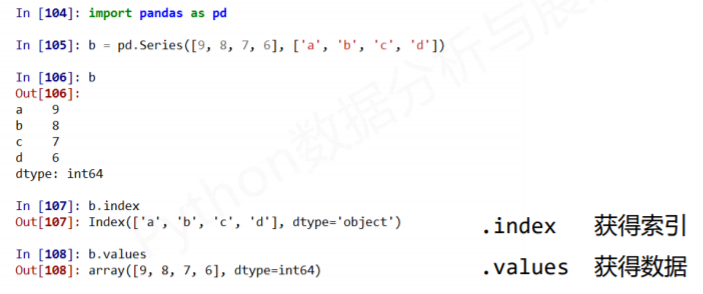 In [104]: import pandas as pd
In [105]: b = pd.Series([9, 8, 7, 6], ['a', 'b', 'c', 'd'])
In [106]: b
Out[106]:
a    9
b    8
c    7
d    6
dtype: int64
In [107]: b.index
Out[107]: Index(['a', 'b', 'c', 'd'], dtype='object')
.index 获得索引
In [108]: b.values
Out[108]: array([9, 8, 7, 6], dtype=int64)
.values 获得数据
Python数据分析与展